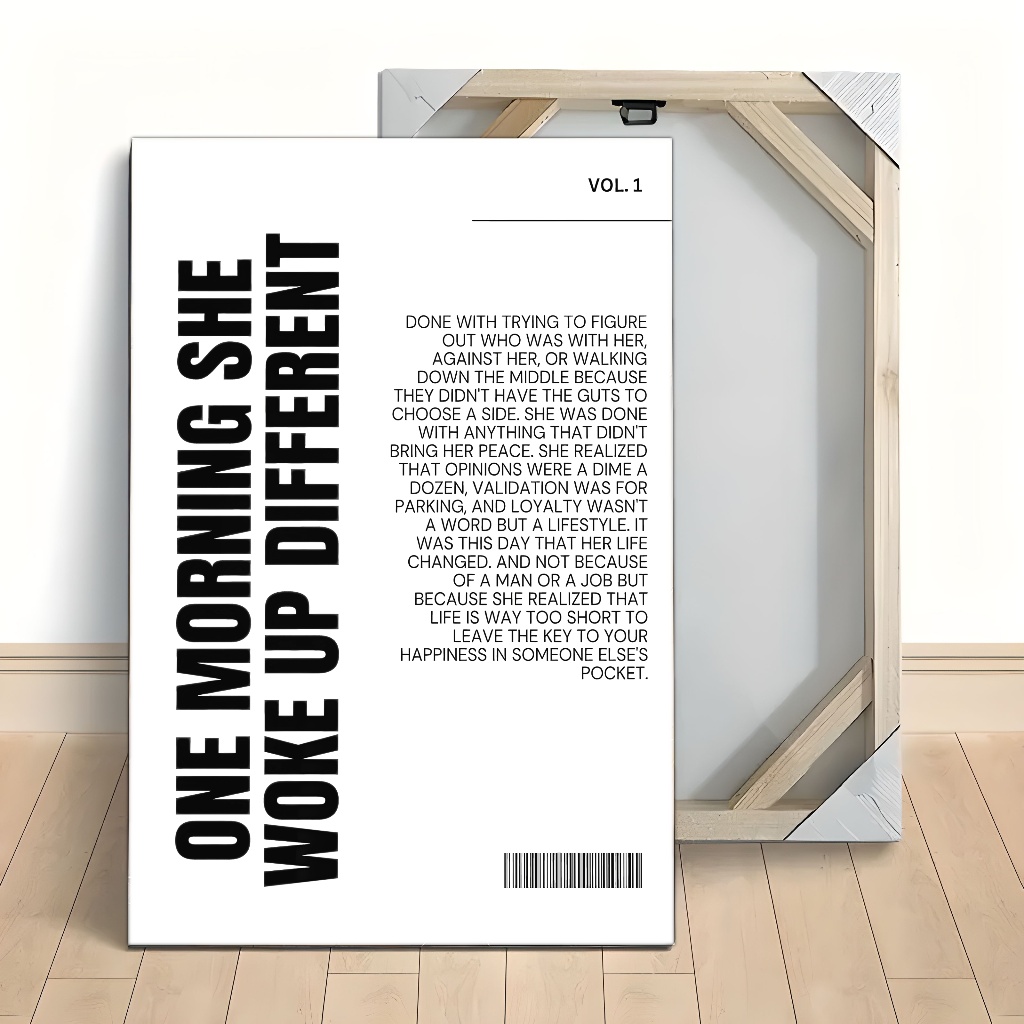 VOL. 1
ONE MORNING SHE
WOKE UP DIFFERENT
DONE WITH TRYING TO FIGURE
OUT WHO WAS WITH HER,
AGAINST HER, OR WALKING
DOWN THE MIDDLE BECAUSE
THEY DIDN'T HAVE THE GUTS TO
CHOOSE A SIDE. SHE WAS DONE
WITH ANYTHING THAT DIDN'T
BRING HER PEACE. SHE REALIZED
THAT OPINIONS WERE A DIME A
DOZEN, VALIDATION WAS FOR
PARKING, AND LOYALTY WASN'T
A WORD BUT A LIFESTYLE. IT
WAS THIS DAY THAT HER LIFE
CHANGED. AND NOT BECAUSE
OF A MAN OR A JOB BUT
BECAUSE SHE REALIZED THAT
LIFE IS WAY TOO SHORT TO
LEAVE THE KEY TO YOUR
HAPPINESS IN SOMEONE ELSE'S
POCKET.